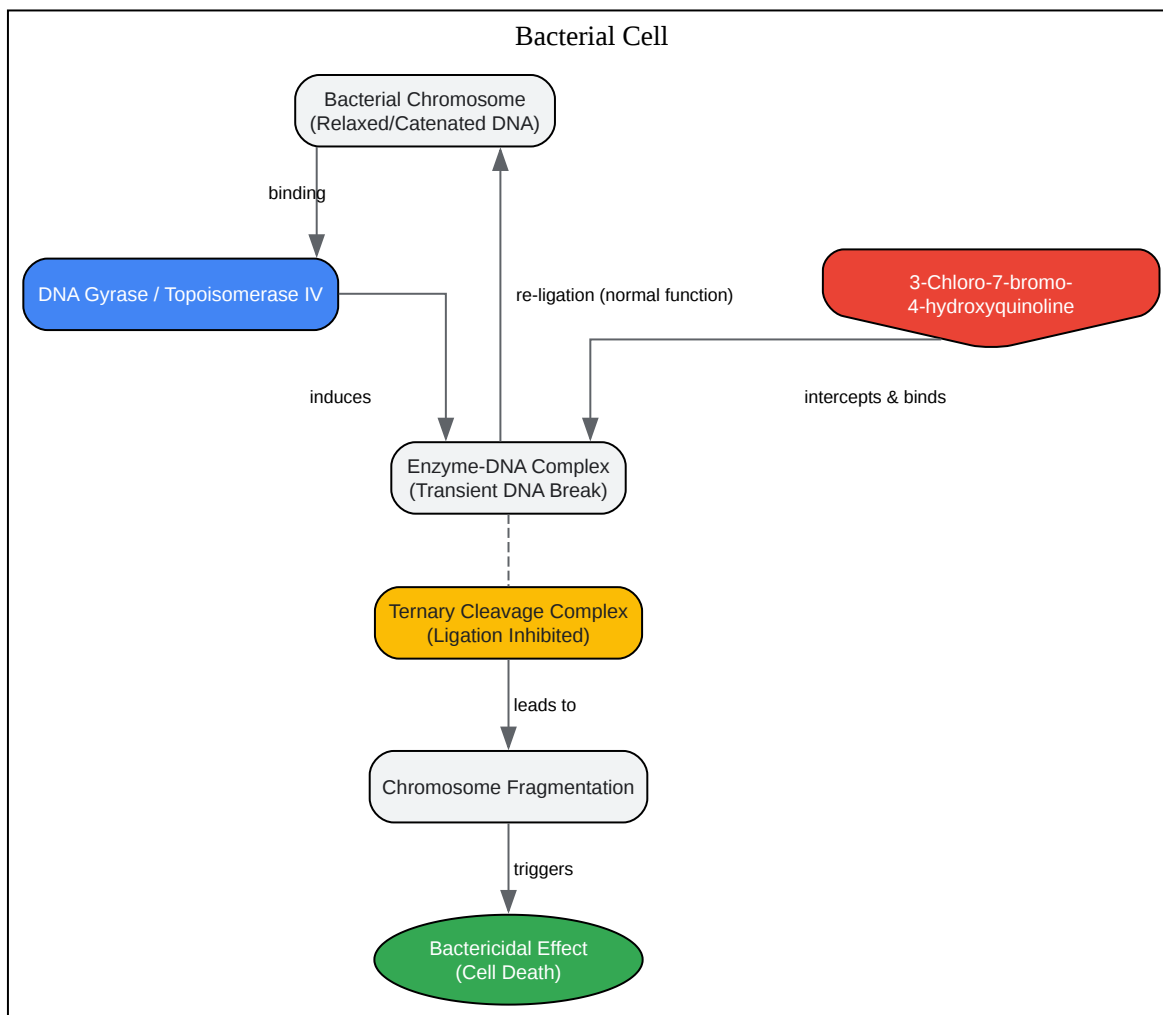 Bacterial Cell
Bacterial Chromosome
(Relaxed/Catenated DNA)
binding
DNA Gyrase / Topoisomerase IV
re-ligation (normal function)
3-Chloro-7-bromo-
4-hydroxyquinoline
induces
intercepts & binds
Enzyme-DNA Complex
(Transient DNA Break)
Ternary Cleavage Complex
(Ligation Inhibited)
leads to
Chromosome Fragmentation
triggers
Bactericidal Effect
(Cell Death)